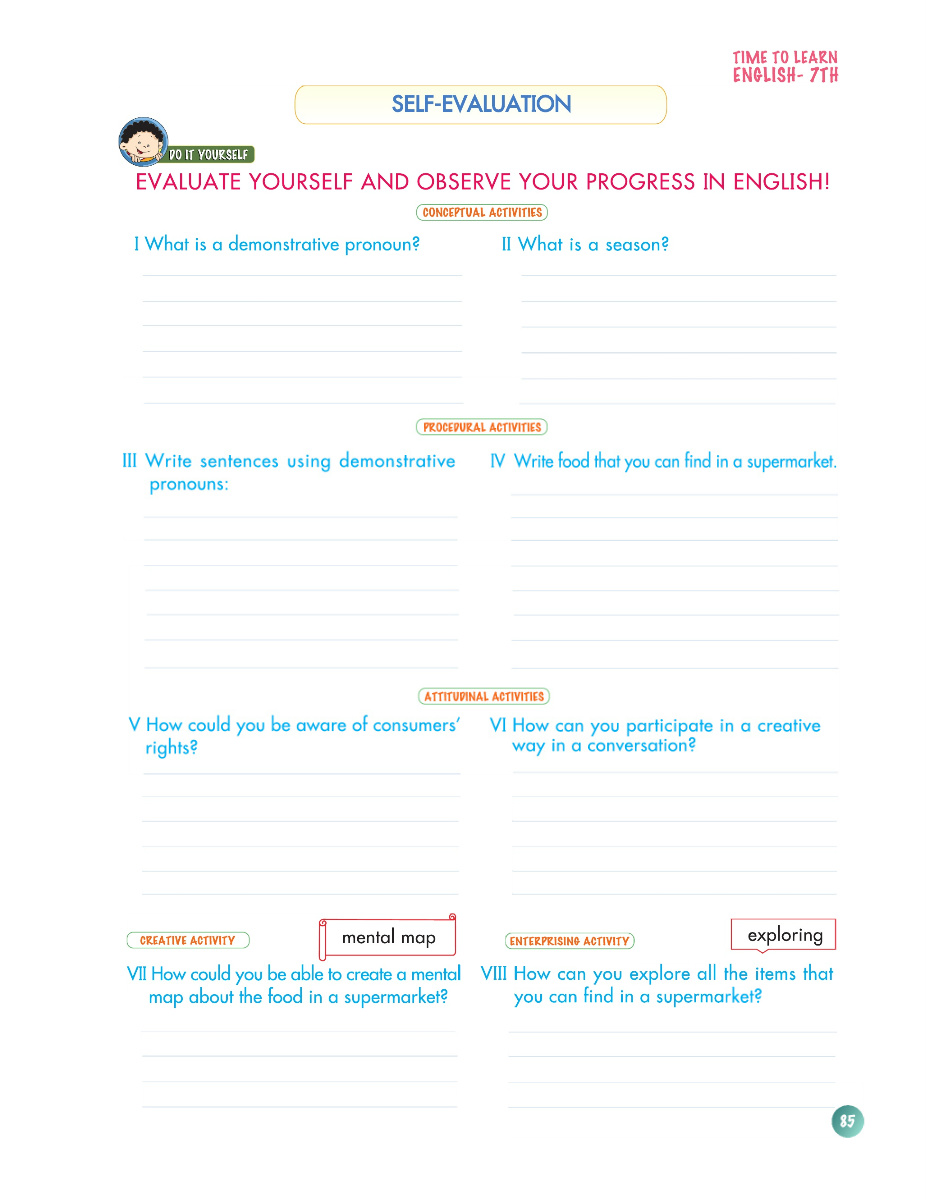 TIME TO LEARN
ENGLISH- 7TH
SELF-EVALUATION
DO IT YOURSELF
EVALUATE YOURSELF AND OBSERVE YOUR PROGRESS IN ENGLISH!
CONCEPTUAL ACTIVITIES
I What is a demonstrative pronoun?
II What is a season?
PROCEDURAL ACTIVITIES
III Write sentences using demonstrative
pronouns:
IV Write food that you can find in a supermarket.
ATTITUDINAL ACTIVITIES
V How could you be aware of consumers'
rights?
VI How can you participate in a creative
way in a conversation?
CREATIVE ACTIVITY
mental map
VII How could you be able to create a mental
map about the food in a supermarket?
ENTERPRISING ACTIVITY
exploring
VIII How can you explore all the items that
you can find in a supermarket?
85